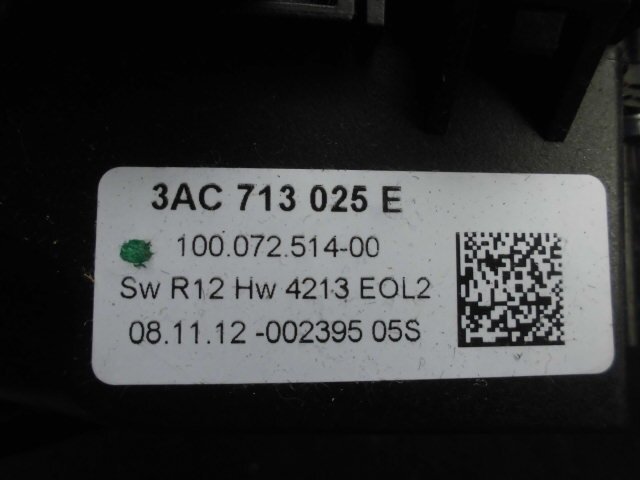 3AC 713 025 E
100.072.514-00
Sw R12 Hw 4213 EOL2
08.11.12 -002395 05S